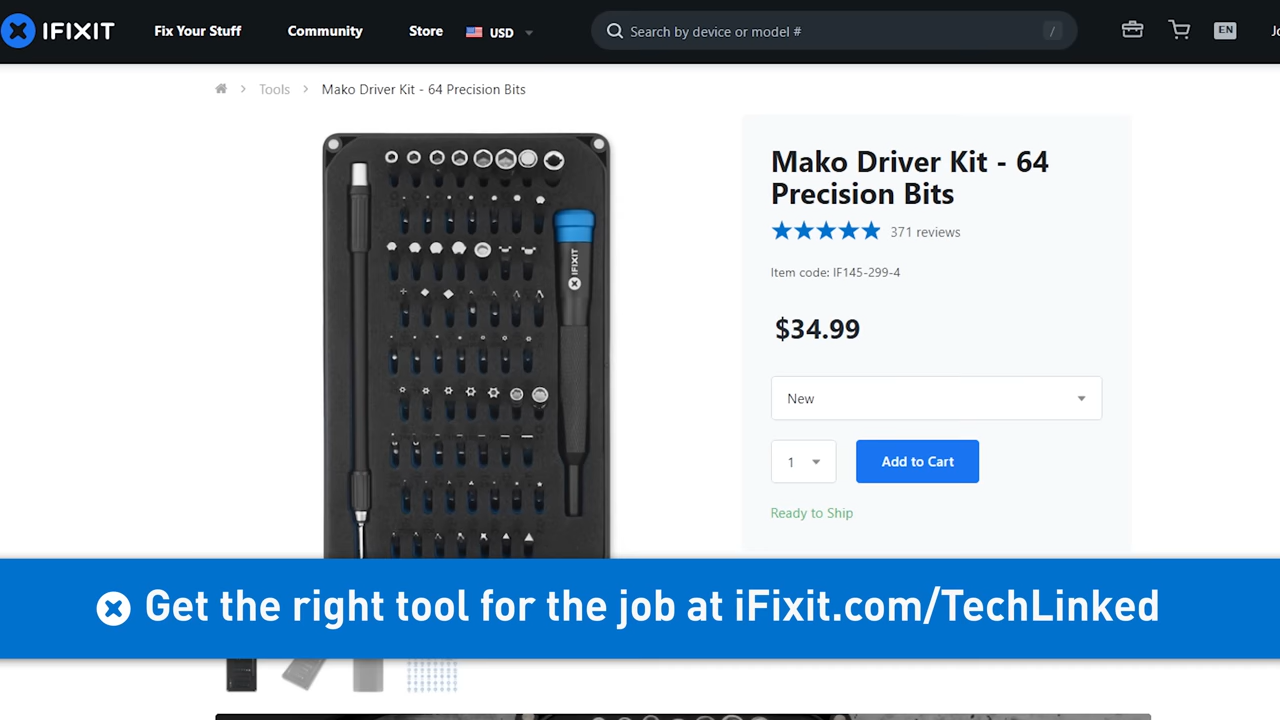 IFIXIT
Fix Your Stuff
Community
Store
USD
Search by device or model #
/
EN
Tools
Mako Driver Kit - 64 Precision Bits
IFIXIT
Mako Driver Kit - 64
Precision Bits
371 reviews
Item code: IF145-299-4
$34.99
New
1
Add to Cart
Ready to Ship
Get the right tool for the job at iFixit.com/TechLinked